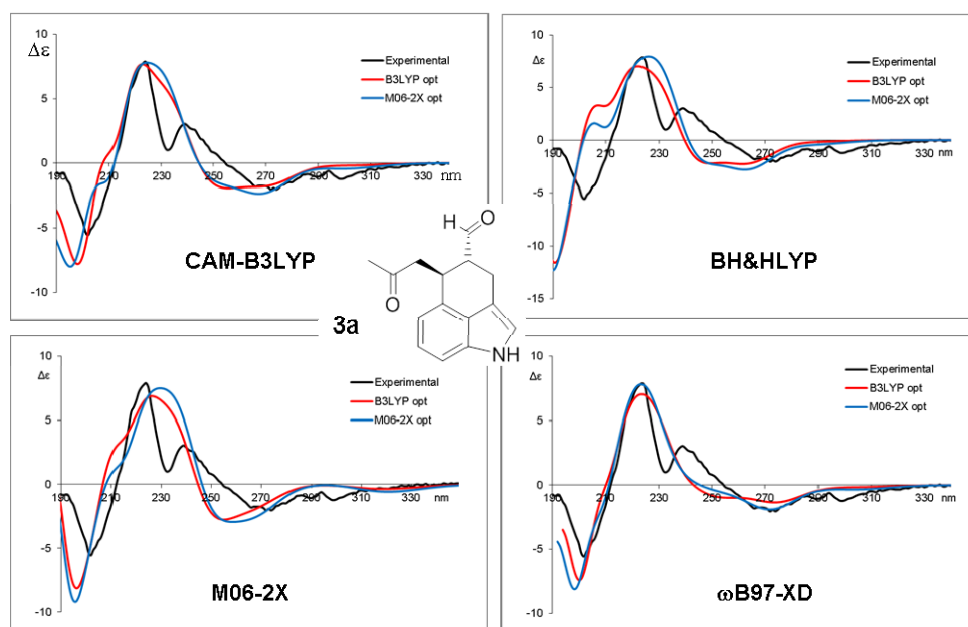 10
Δε
5
0
-5
-10
190 210 230 250 270 290 310 330 nm
Experimental
B3LYP opt
M06-2X opt
CAM-B3LYP
10
Δε
5
0
-5
-10
-15
190 210 230 250 270 290 310 330 nm
Experimental
B3LYP opt
M06-2X opt
BH&HLYP
O
O
NH
3a
10
Δε
5
0
-5
-10
190 210 230 250 270 290 310 330 nm
Experimental
B3LYP opt
M06-2X opt
M06-2X
10
Δε
5
0
-5
-10
190 210 230 250 270 290 310 330 nm
Experimental
B3LYP opt
M06-2X opt
ωB97-XD